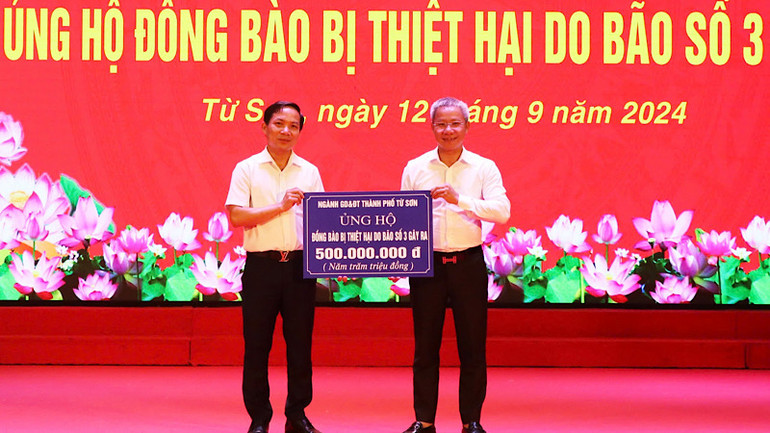 ỦNG HỘ ĐỒNG BÀO BỊ THIỆT HẠI DO BÃO SỐ 3
Từ Sơn, ngày 12 tháng 9 năm 2024
NGÀNH GD&ĐT THÀNH PHỐ TỪ SƠN
ỦNG HỘ
ĐỒNG BÀO BỊ THIỆT HẠI DO BÃO SỐ 3 GÂY RA
500.000.000 đ
( Năm trăm triệu đồng )